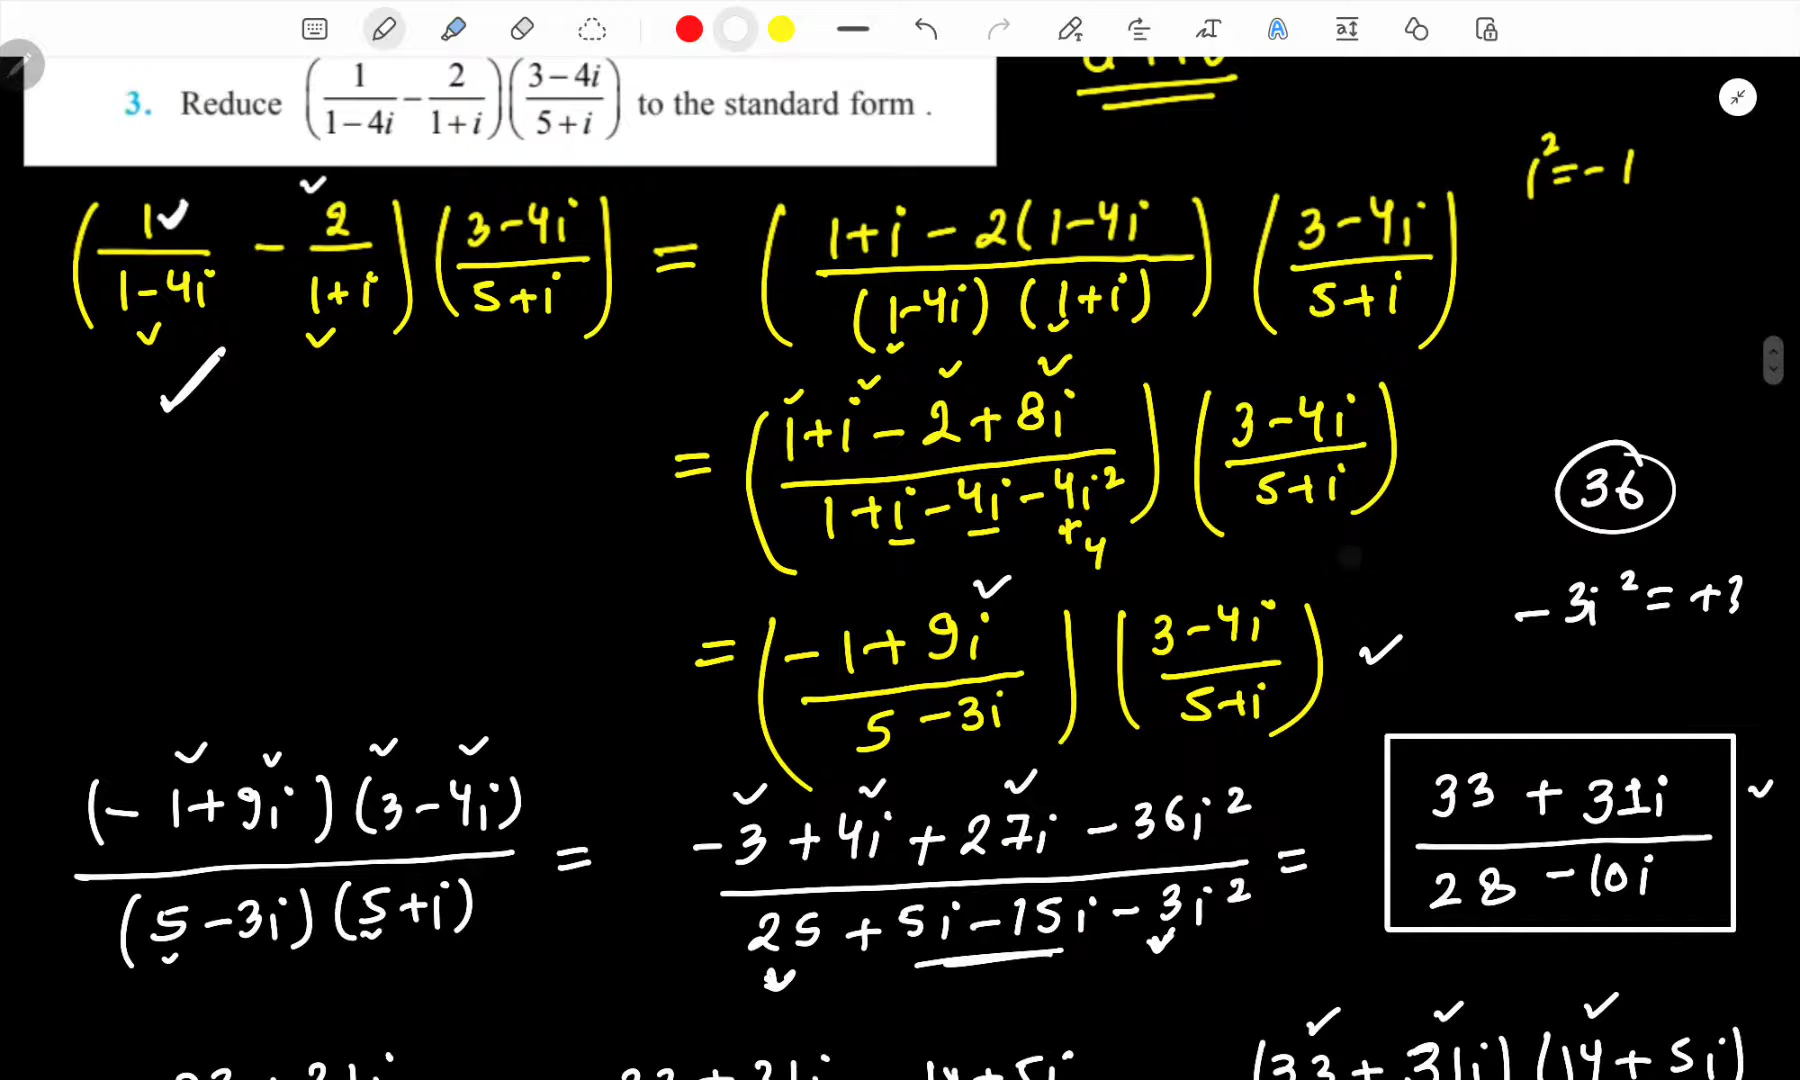 3. Reduce (1/(1−4i) − 2/(1+i))((3−4i)/(5+i)) to the standard form .
i² = −1
(1/(1−4i) − 2/(1+i)) ((3−4i)/(5+i)) = ((1+i − 2(1−4i)/((1−4i)(1+i))) ((3−4i)/(5+i))
= ((1+i − 2 + 8i)/(1+i − 4i − 4i²)) ((3−4i)/(5+i))
+4
36
−3i² = +3
= ((−1+9i)/(5−3i)) ((3−4i)/(5+i))
((−1+9i)(3−4i))/((5−3i)(5+i)) = (−3+4i+27i−36i²)/(25+5i−15i−3i²) = (33+31i)/(28−10i)
(33 + 31i)(14 + 5i)